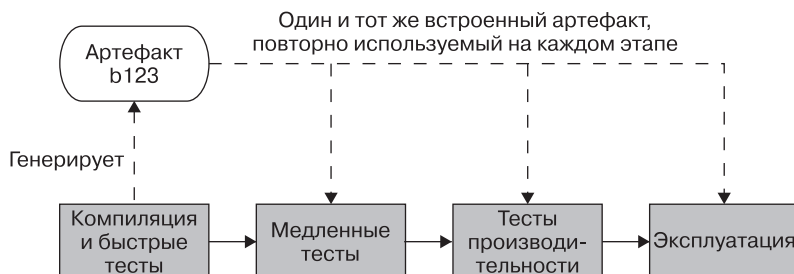 Один и тот же встроенный артефакт,
повторно используемый на каждом этапе
Артефакт
b123
Генерирует
Компиляция
и быстрые
тесты
Медленные
тесты
Тесты
производи-
тельности
Эксплуатация